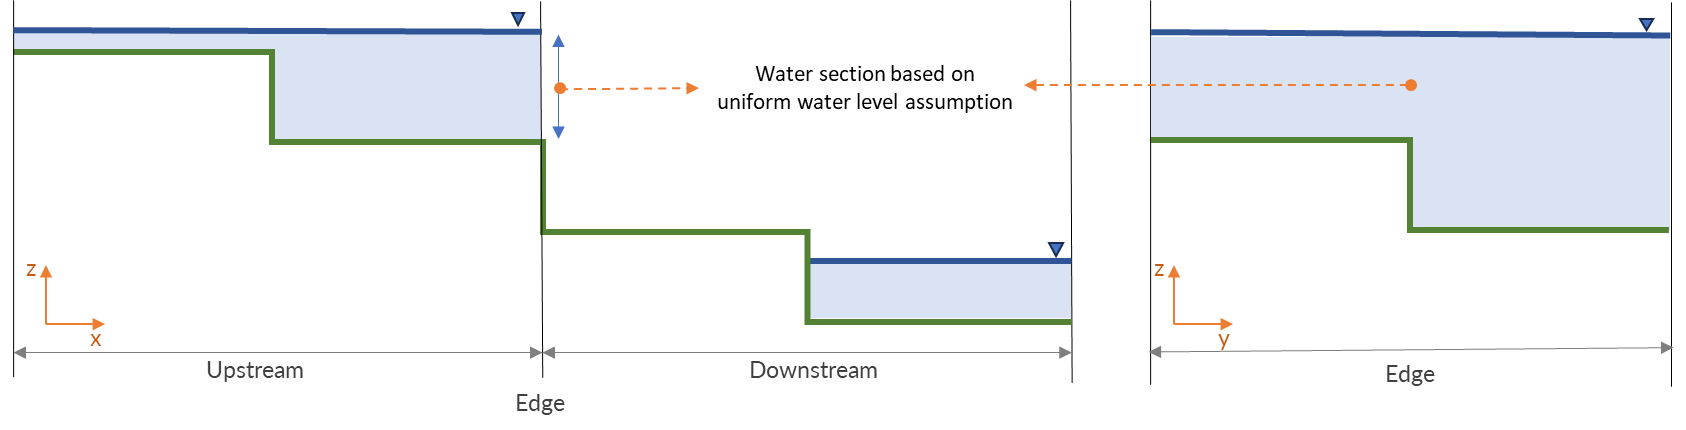 Water section based on
uniform water level assumption
z
x
z
y
Upstream
Downstream
Edge
Edge